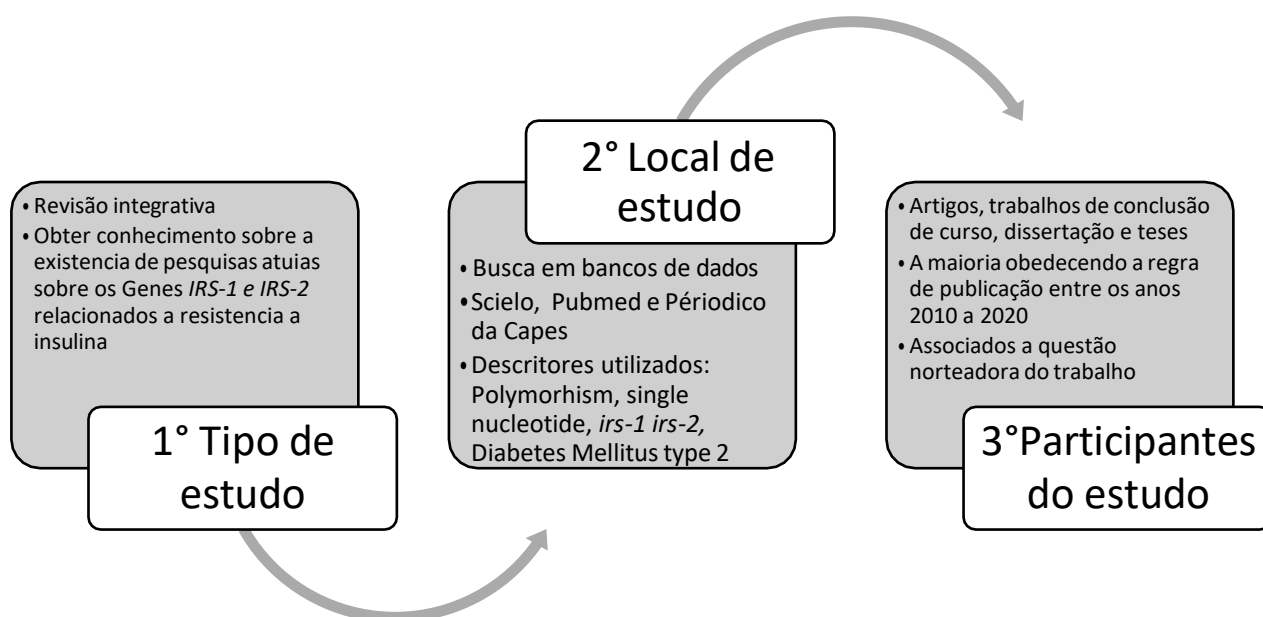 • Revisão integrativa
• Obter conhecimento sobre a
existencia de pesquisas atuias
sobre os Genes IRS-1 e IRS-2
relacionados a resistencia a
insulina
1° Tipo de
estudo
2° Local de
estudo
• Busca em bancos de dados
• Scielo, Pubmed e Périodico
da Capes
• Descritores utilizados:
Polymorhism, single
nucleotide, irs-1 irs-2,
Diabetes Mellitus type 2
• Artigos, trabalhos de conclusão
de curso, dissertação e teses
• A maioria obedecendo a regra
de publicação entre os anos
2010 a 2020
• Associados a questão
norteadora do trabalho
3°Participantes
do estudo